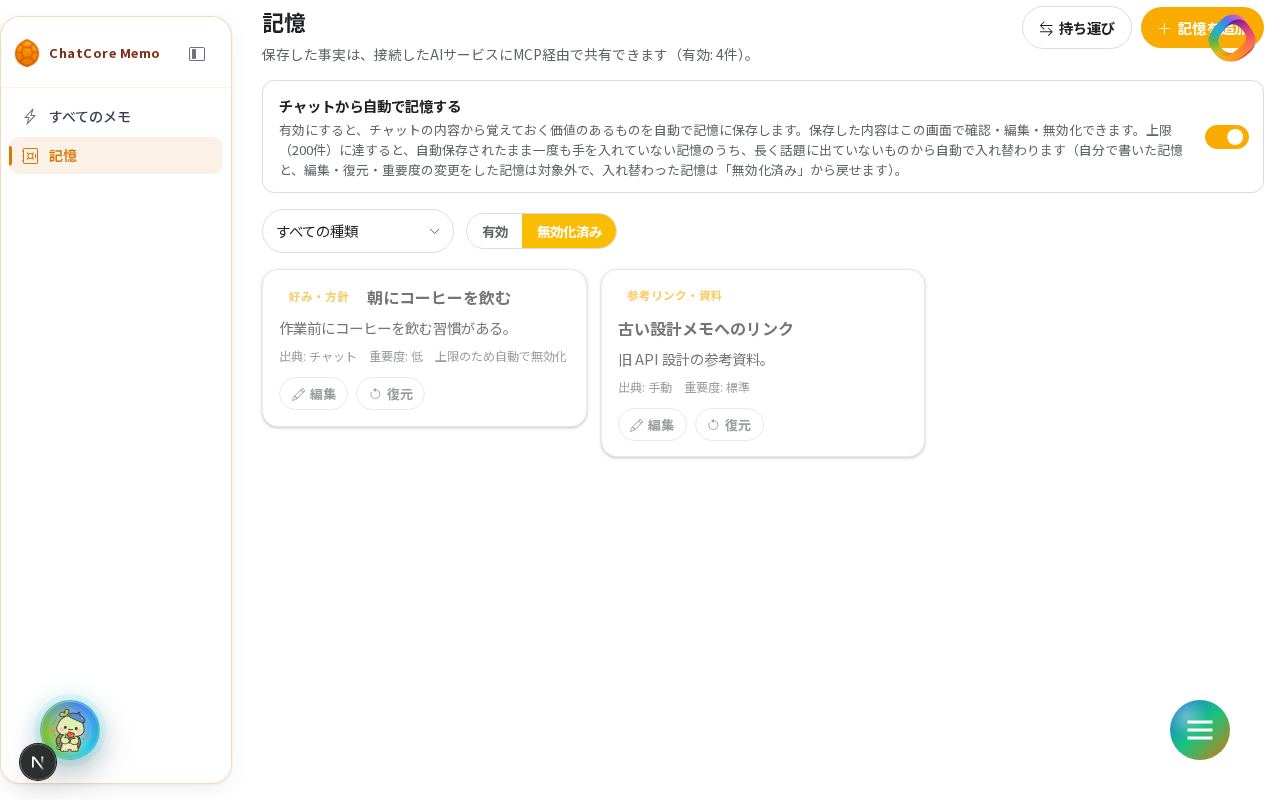 ChatCore Memo
すべてのメモ
記憶
記憶
保存した事実は、接続したAIサービスにMCP経由で共有できます（有効: 4件）。
持ち運び
記憶を追加
チャットから自動で記憶する
有効にすると、チャットの内容から覚えておく価値のあるものを自動で記憶に保存します。保存した内容はこの画面で確認・編集・無効化できます。上限
（200件）に達すると、自動保存されたまま一度も手を入れていない記憶のうち、長く話題に出ていないものから自動で入れ替わります（自分で書いた記憶
と、編集・復元・重要度の変更をした記憶は対象外で、入れ替わった記憶は「無効化済み」から戻せます）。
すべての種類
有効
無効化済み
好み・方針
朝にコーヒーを飲む
作業前にコーヒーを飲む習慣がある。
出典: チャット 重要度: 低 上限のため自動で無効化
編集
復元
参考リンク・資料
古い設計メモへのリンク
旧 API 設計の参考資料。
出典: 手動 重要度: 標準
編集
復元
N